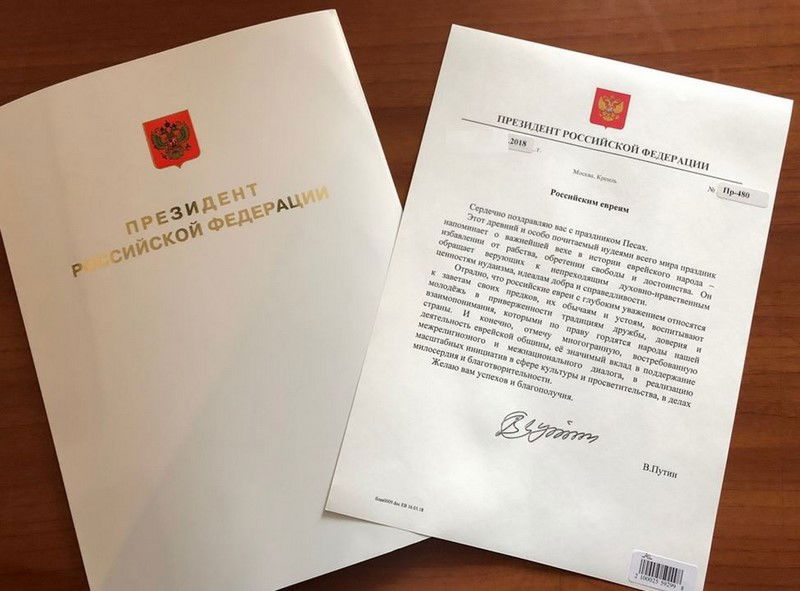 ПРЕЗИДЕНТ
РОССИЙСКОЙ ФЕДЕРАЦИИ
ПРЕЗИДЕНТ РОССИЙСКОЙ ФЕДЕРАЦИИ
2018 г.
Москва, Кремль
№ Пр-480
Российским евреям
Сердечно поздравляю вас с праздником Песах.
Этот древний и особо почитаемый иудеями всего мира праздник
напоминает о важнейшей вехе в истории еврейского народа –
избавлении от рабства, обретении свободы и достоинства. Он
обращает верующих к непреходящим духовно-нравственным
ценностям иудаизма, идеалам добра и справедливости.
Отрадно, что российские евреи с глубоким уважением относятся
к заветам своих предков, их обычаям и устоям, воспитывают
молодёжь в приверженности традициям дружбы, доверия и
взаимопонимания, которыми по праву гордятся народы нашей
страны. И конечно, отмечу многогранную, востребованную
деятельность еврейской общины, её значимый вклад в поддержание
межрелигиозного и межнационального диалога, в реализацию
масштабных инициатив в сфере культуры и просветительства, в делах
милосердия и благотворительности.
Желаю вам успехов и благополучия.
В.Путин
2 100025 59299